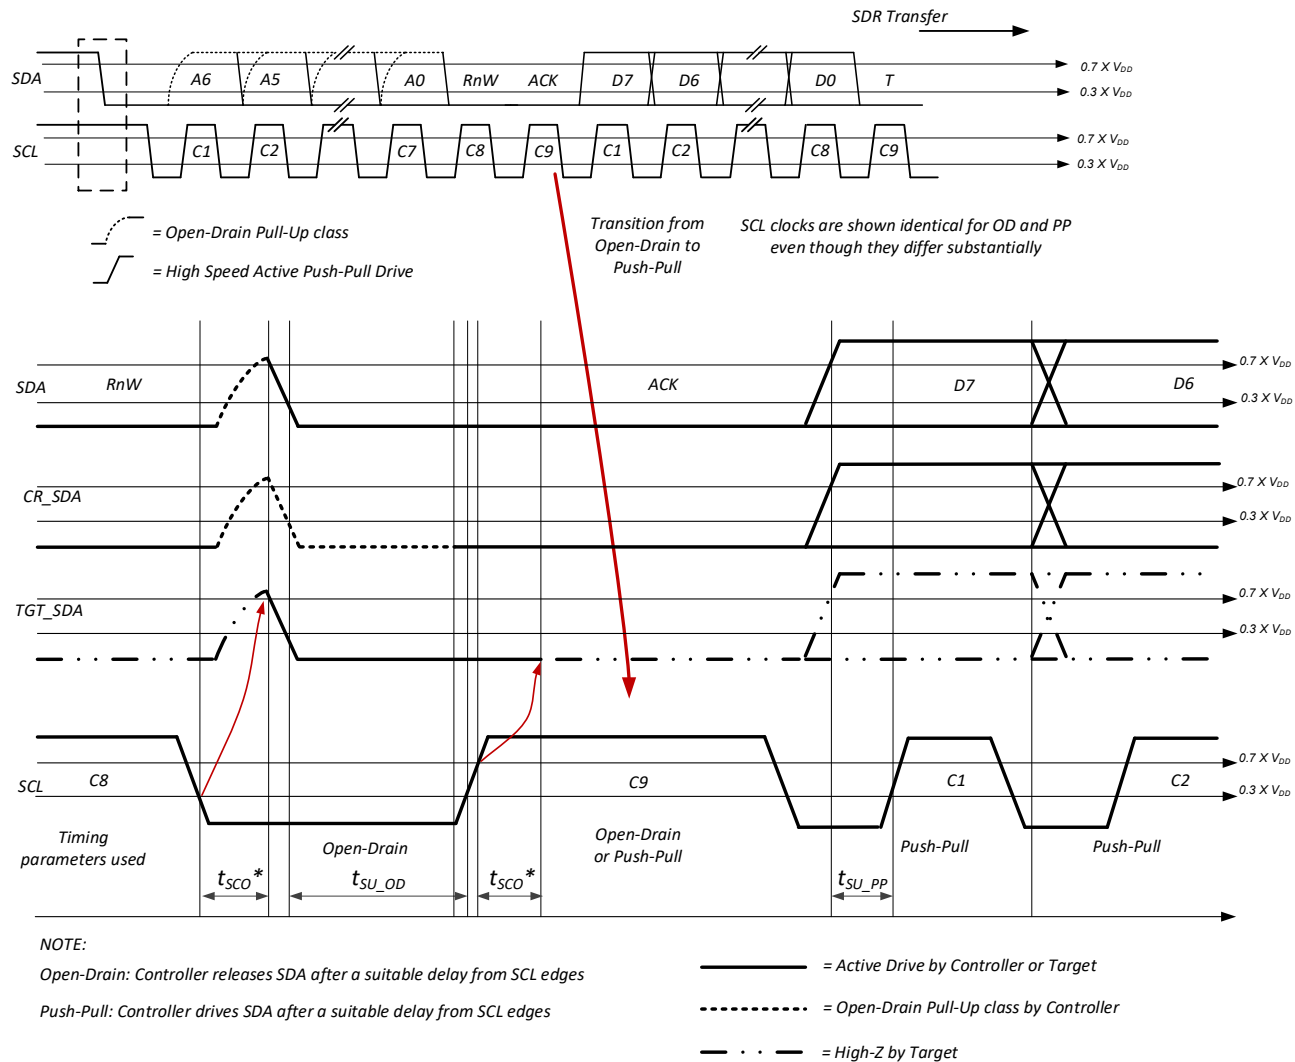 SDR Transfer
SDA A6 A5 A0 RnW ACK D7 D6 D0 T 0.7 X VDD
0.3 X VDD
SCL C1 C2 C7 C8 C9 C1 C2 C8 C9 0.7 X VDD
0.3 X VDD
= Open-Drain Pull-Up class
= High Speed Active Push-Pull Drive
Transition from
Open-Drain to
Push-Pull
SCL clocks are shown identical for OD and PP
even though they differ substantially
SDA RnW ACK D7 D6 0.7 X VDD
0.3 X VDD
CR_SDA 0.7 X VDD
0.3 X VDD
TGT_SDA 0.7 X VDD
0.3 X VDD
SCL C8 C9 C1 C2 0.7 X VDD
0.3 X VDD
Timing
parameters used
Open-Drain
Open-Drain
or Push-Pull
Push-Pull
Push-Pull
tSCO* tSU_OD tSCO* tSU_PP
NOTE:
Open-Drain: Controller releases SDA after a suitable delay from SCL edges
Push-Pull: Controller drives SDA after a suitable delay from SCL edges
= Active Drive by Controller or Target
= Open-Drain Pull-Up class by Controller
= High-Z by Target